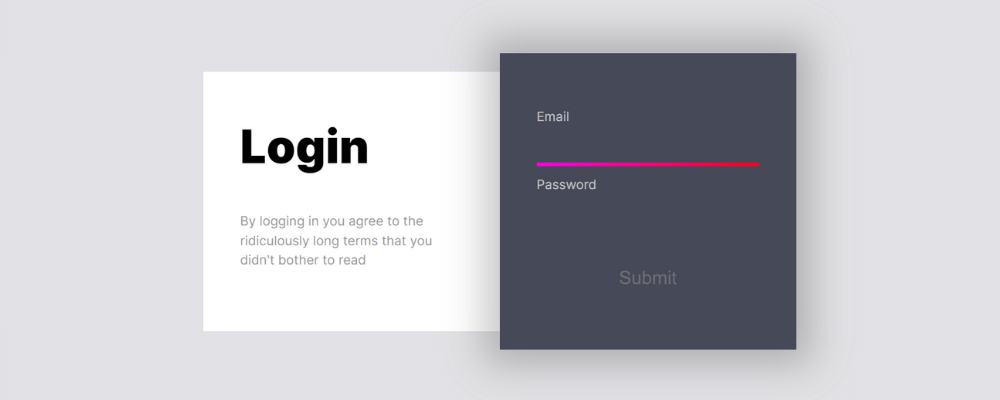 Login
By logging in you agree to the
ridiculously long terms that you
didn't bother to read
Email
Password
Submit